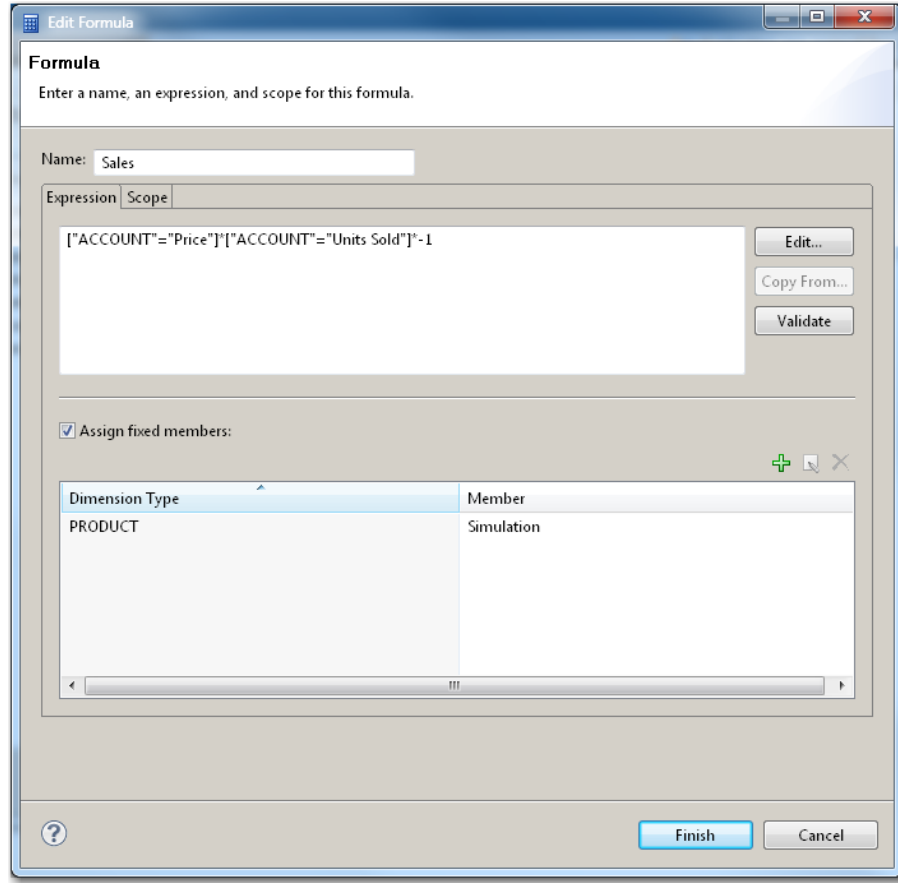 Edit Formula
Formula
Enter a name, an expression, and scope for this formula.
Name: Sales
Expression Scope
["ACCOUNT"="Price"]*["ACCOUNT"="Units Sold"]*-1
Edit...
Copy From...
Validate
Assign fixed members:
Dimension Type Member
PRODUCT Simulation
Finish Cancel